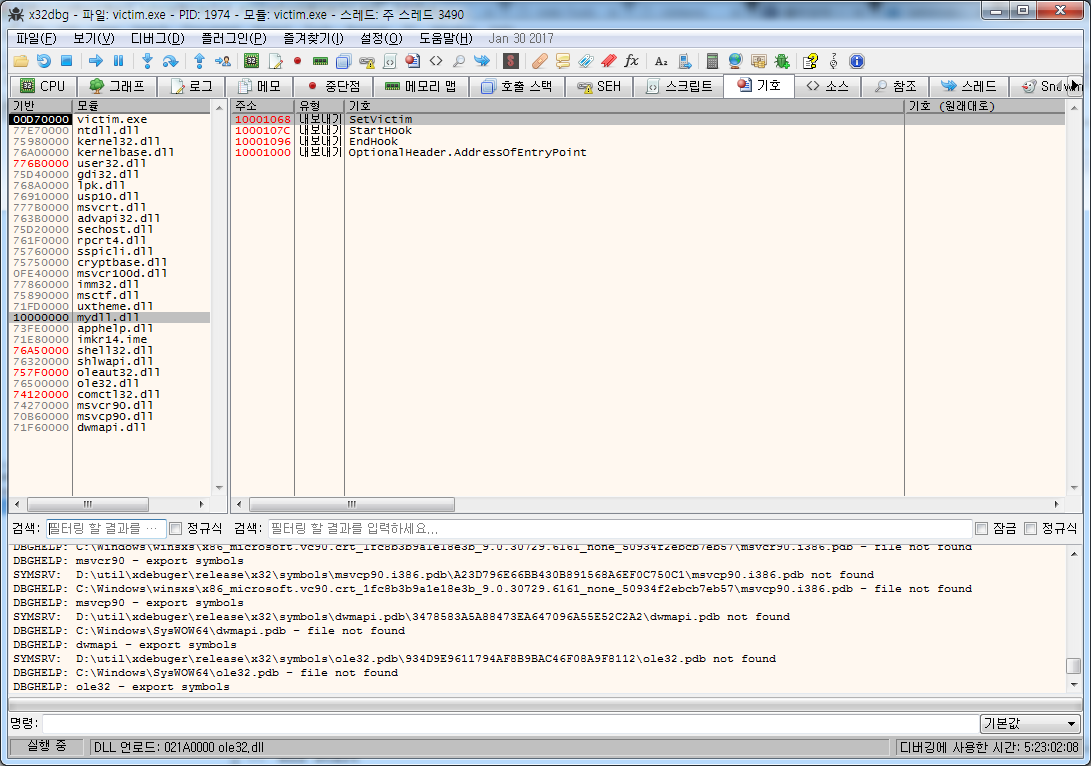 x32dbg - 파일: victim.exe - PID: 1974 - 모듈: victim.exe - 스레드: 주 스레드 3490
파일(F) 보기(V) 디버그(D) 플러그인(P) 즐겨찾기(I) 설정(O) 도움말(H) Jan 30 2017
CPU 그래프 로그 메모 중단점 메모리 맵 호출 스택 SEH 스크립트 기호 소스 참조 스레드
기반 모듈
00D70000 victim.exe
77E70000 ntdll.dll
75980000 kernel32.dll
76A00000 kernelbase.dll
776B0000 user32.dll
75D40000 gdi32.dll
768A0000 lpk.dll
76910000 usp10.dll
777B0000 msvcrt.dll
763B0000 advapi32.dll
75D20000 sechost.dll
761F0000 rpcrt4.dll
75760000 sspicli.dll
75750000 cryptbase.dll
0FE40000 msvcr100d.dll
77860000 imm32.dll
75890000 msctf.dll
71FD0000 uxtheme.dll
10000000 mydll.dll
73FE0000 apphelp.dll
71E80000 imkr14.ime
76A50000 shell32.dll
76320000 shlwapi.dll
757F0000 oleaut32.dll
76500000 ole32.dll
74120000 comctl32.dll
74270000 msvcr90.dll
70B60000 msvcp90.dll
71F60000 dwmapi.dll
주소 유형 기호 기호 (원래대로)
10001068 내보내기 SetVictim
1000107C 내보내기 StartHook
10001096 내보내기 EndHook
10001000 내보내기 OptionalHeader.AddressOfEntryPoint
검색: 필터링 할 결과를 ... 정규식 검색: 필터링 할 결과를 입력하세요... 잠금 정규식
DBGHELP: C:\Windows\winsxs\x86_microsoft.vc90.crt_1fc8b3b9a1e18e3b_9.0.30729.6161_none_50934f2ebcb7eb57\msvcr90.i386.pdb - file not found
DBGHELP: msvcr90 - export symbols
SYMSRV: D:\util\xdebuger\release\x32\symbols\msvcp90.i386.pdb\A23D796E66BB430B891568A6EF0C750C1\msvcp90.i386.pdb not found
DBGHELP: C:\Windows\winsxs\x86_microsoft.vc90.crt_1fc8b3b9a1e18e3b_9.0.30729.6161_none_50934f2ebcb7eb57\msvcp90.i386.pdb - file not found
DBGHELP: msvcp90 - export symbols
SYMSRV: D:\util\xdebuger\release\x32\symbols\dwmapi.pdb\3478583A5A88473EA647096A55E52C2A2\dwmapi.pdb not found
DBGHELP: C:\Windows\SysWOW64\dwmapi.pdb - file not found
DBGHELP: dwmapi - export symbols
SYMSRV: D:\util\xdebuger\release\x32\symbols\ole32.pdb\934D9E9611794AF8B9BAC46F08A9F8112\ole32.pdb not found
DBGHELP: C:\Windows\SysWOW64\ole32.pdb - file not found
DBGHELP: ole32 - export symbols
명령: 기본값
실행 중 DLL 언로드: 021A0000 ole32.dll 디버깅에 사용한 시간: 5:23:02:08